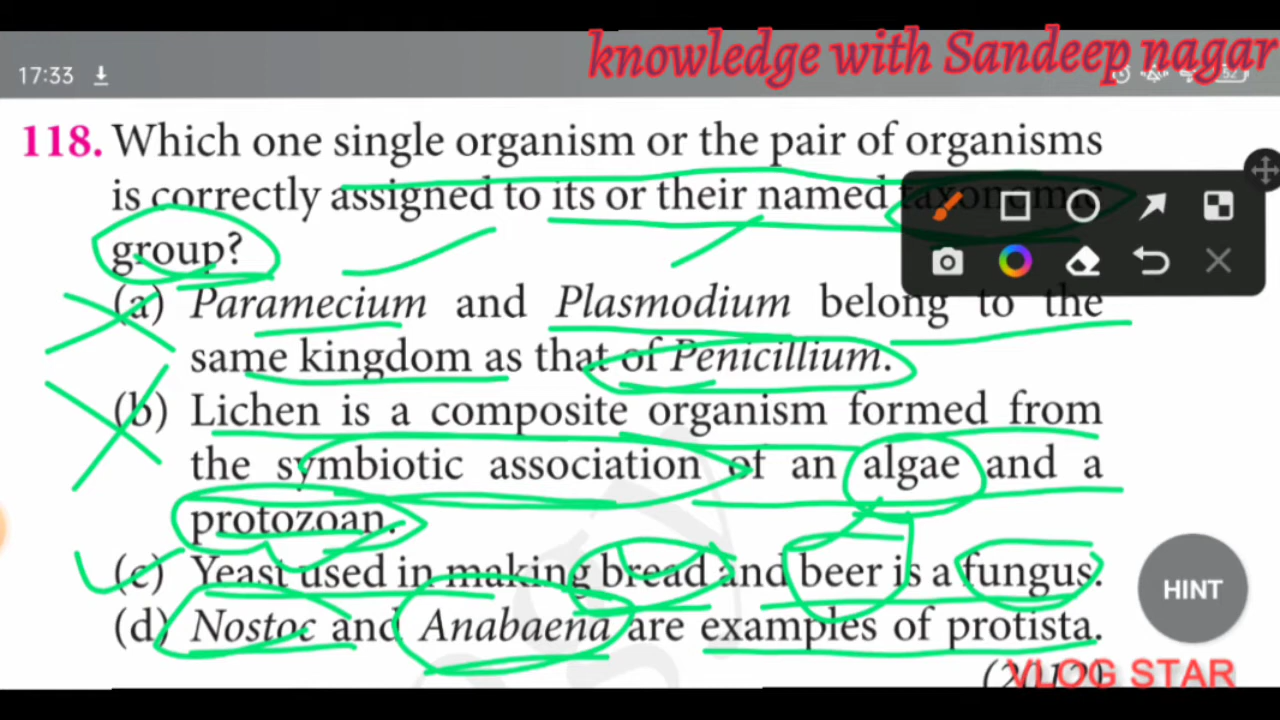 knowledge with Sandeep nagar
17:33
118. Which one single organism or the pair of organisms
is correctly assigned to its or their named taxonomic
group?
(a) Paramecium and Plasmodium belong to the
same kingdom as that of Penicillium.
(b) Lichen is a composite organism formed from
the symbiotic association of an algae and a
protozoan.
(c) Yeast used in making bread and beer is a fungus.
(d) Nostoc and Anabaena are examples of protista.
HINT
VLOG STAR